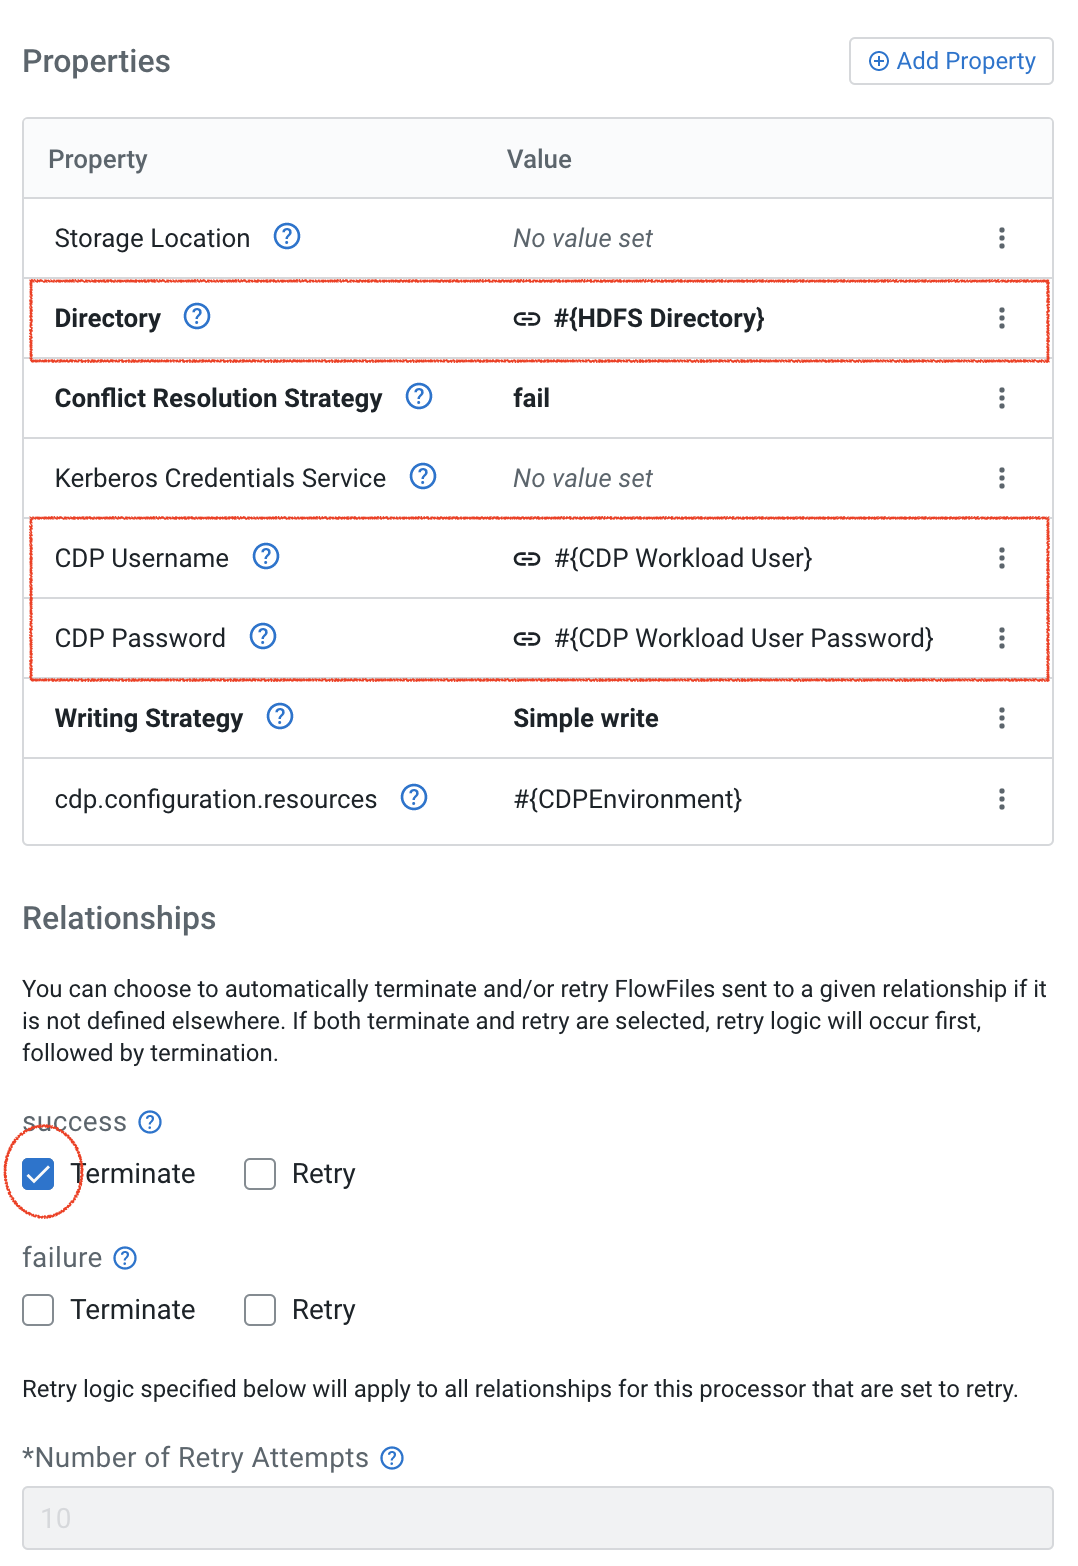 Properties
Add Property
Property Value
Storage Location ? No value set
Directory ? #{HDFS Directory}
Conflict Resolution Strategy ? fail
Kerberos Credentials Service ? No value set
CDP Username ? #{CDP Workload User}
CDP Password ? #{CDP Workload User Password}
Writing Strategy ? Simple write
cdp.configuration.resources ? #{CDPEnvironment}
Relationships
You can choose to automatically terminate and/or retry FlowFiles sent to a given relationship if it
is not defined elsewhere. If both terminate and retry are selected, retry logic will occur first,
followed by termination.
success ?
Terminate Retry
failure ?
Terminate Retry
Retry logic specified below will apply to all relationships for this processor that are set to retry.
*Number of Retry Attempts ?
10